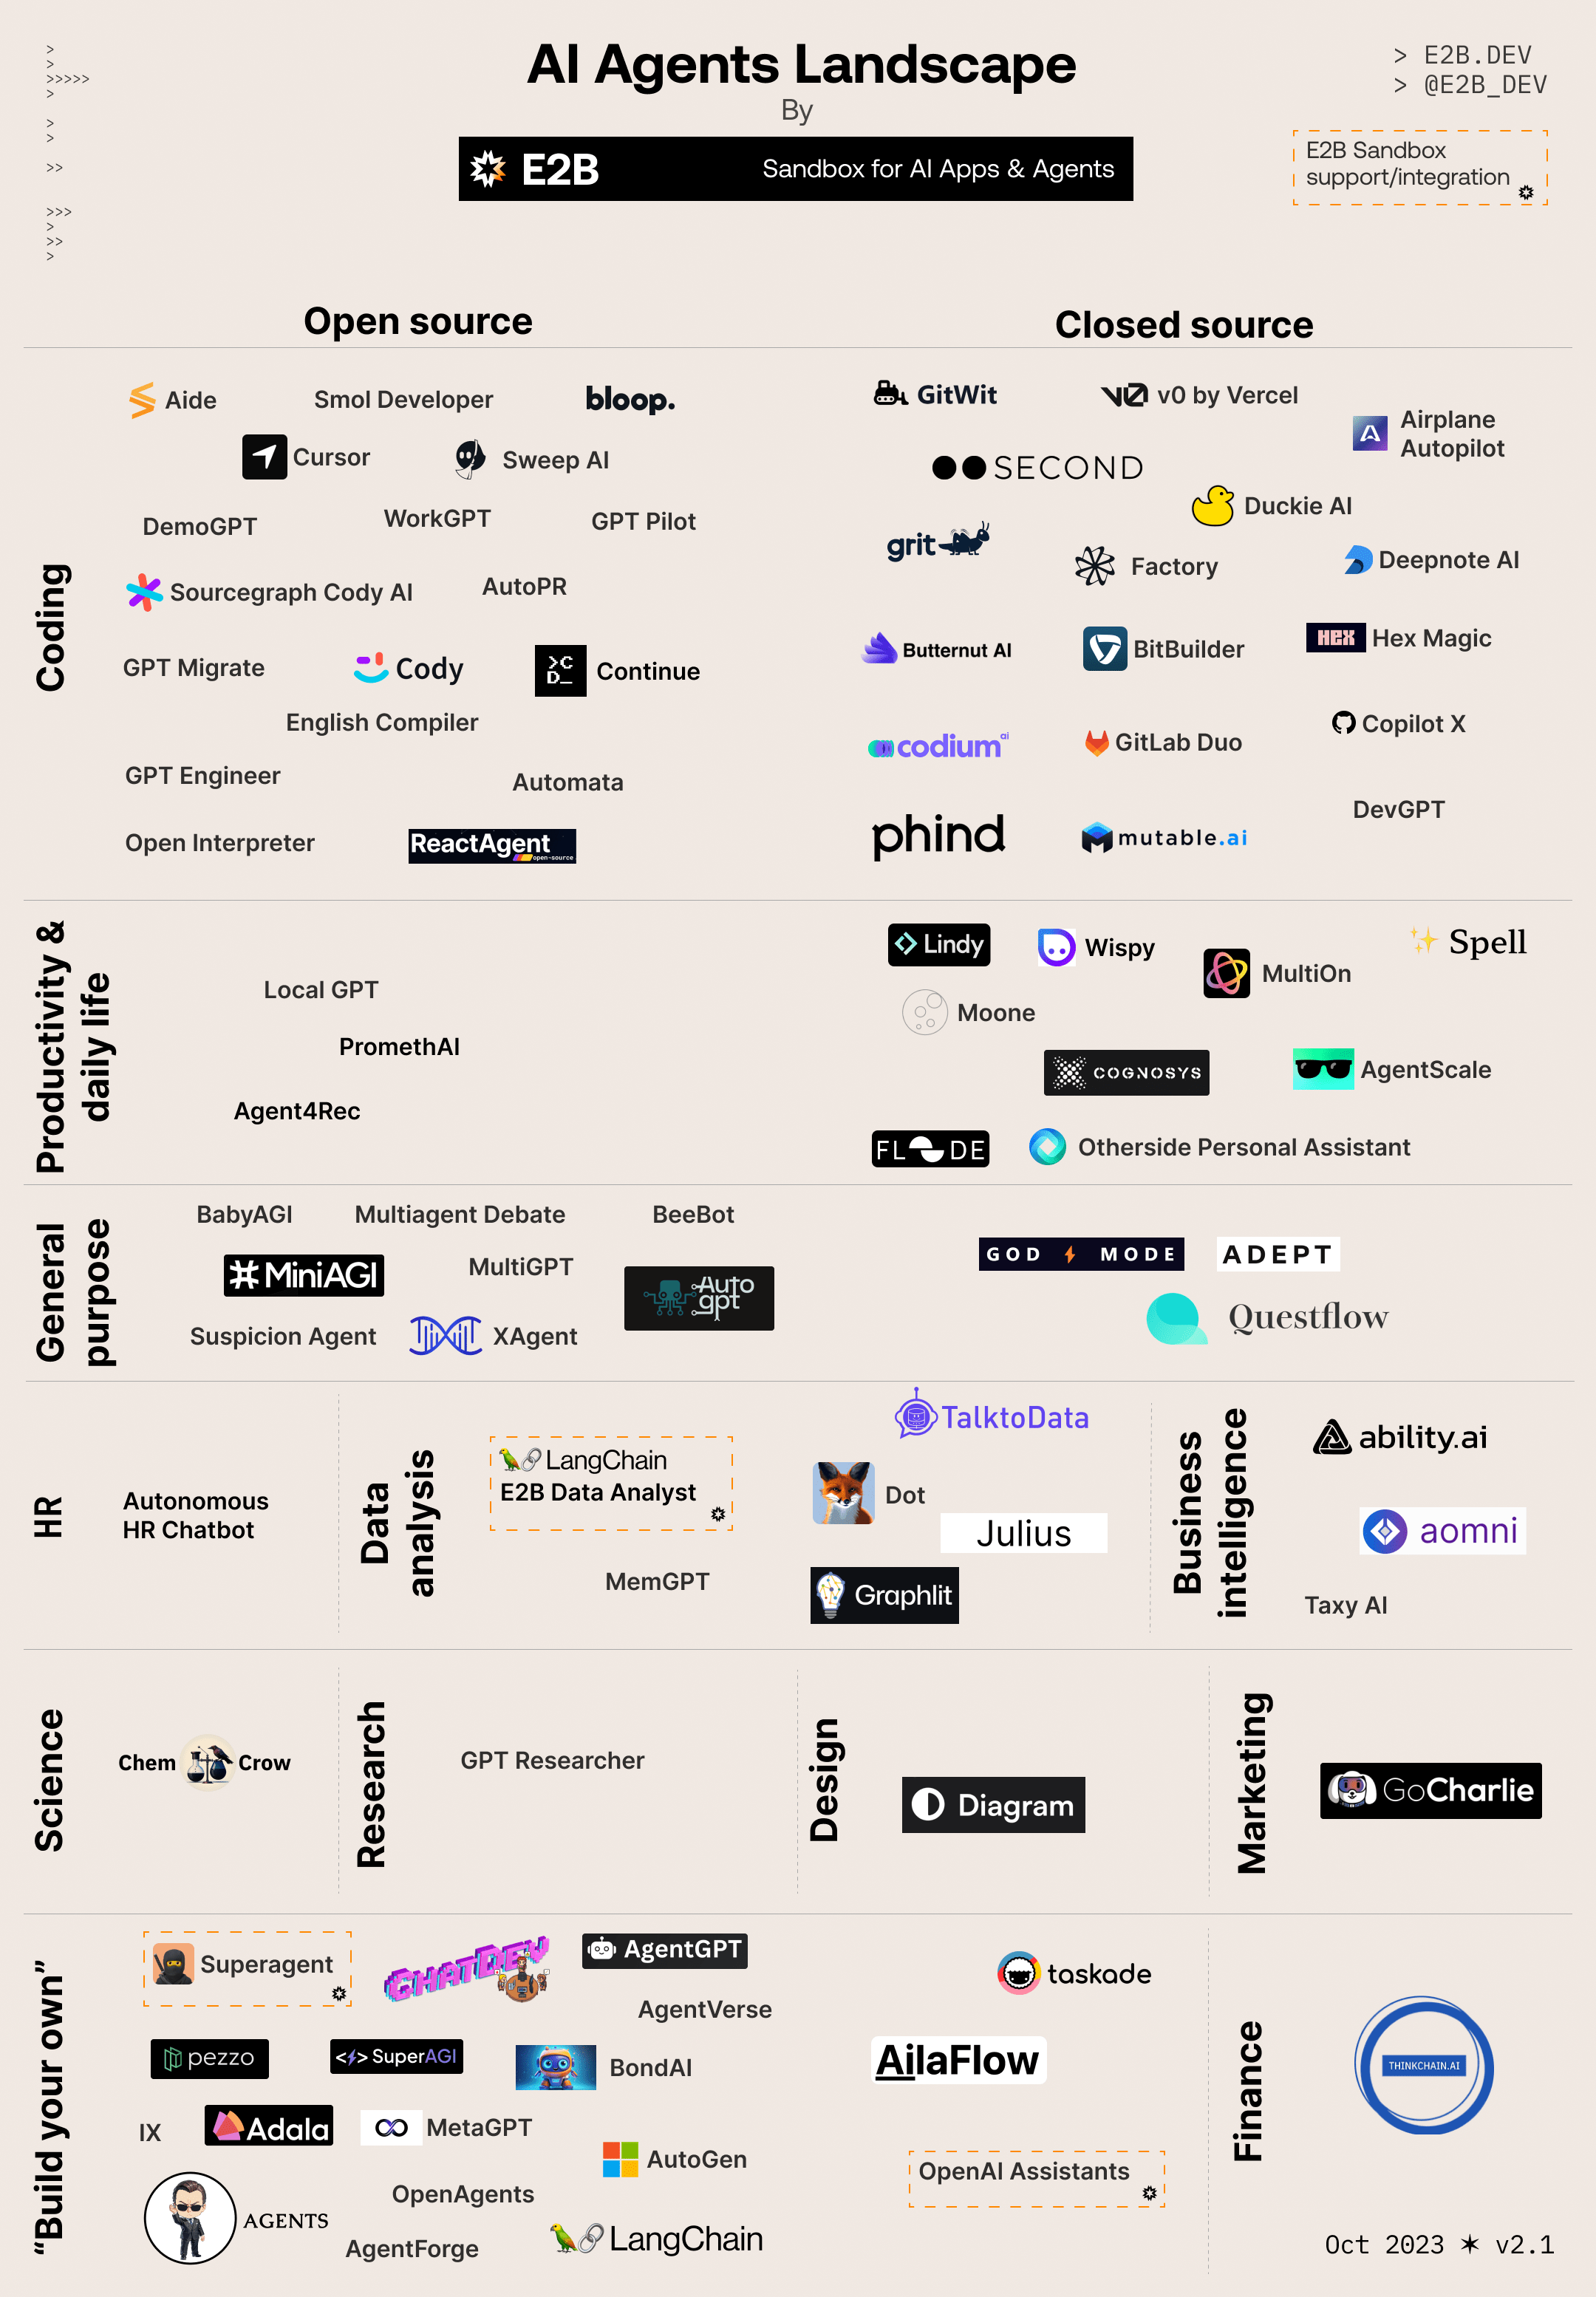 >
>
>>>>>
>
>
>
>>
>>>
>
>>
>
AI Agents Landscape
By
E2B Sandbox for AI Apps & Agents
> E2B.DEV
> @E2B_DEV
E2B Sandbox
support/integration
Open source
Closed source
Coding
Aide
Smol Developer
bloop.
Cursor
Sweep AI
DemoGPT
WorkGPT
GPT Pilot
Sourcegraph Cody AI
AutoPR
GPT Migrate
Cody
>C
D_
Continue
English Compiler
GPT Engineer
Automata
Open Interpreter
ReactAgent
open-source
GitWit
v0 by Vercel
Airplane
Autopilot
SECOND
Duckie AI
grit
Factory
Deepnote AI
Butternut AI
BitBuilder
HEX Hex Magic
codium ai
GitLab Duo
Copilot X
DevGPT
phind
mutable.ai
Productivity &
daily life
Local GPT
PromethAI
Agent4Rec
Lindy
Wispy
Spell
MultiOn
Moone
COGNOSYS
AgentScale
FLODE
Otherside Personal Assistant
General
purpose
BabyAGI
Multiagent Debate
BeeBot
MiniAGI
MultiGPT
Auto
gpt
Suspicion Agent
XAgent
GOD MODE
ADEPT
Questflow
HR
Autonomous
HR Chatbot
Data
analysis
LangChain
E2B Data Analyst
MemGPT
TalktoData
Dot
Julius
Graphlit
Business
intelligence
ability.ai
aomni
Taxy AI
Science
Chem Crow
Research
GPT Researcher
Design
Diagram
Marketing
GoCharlie
“Build your own”
Superagent
CHATDEV
AgentGPT
AgentVerse
pezzo
<⚡> SuperAGI
BondAI
IX
Adala
MetaGPT
AutoGen
OpenAgents
AGENTS
AgentForge
LangChain
taskade
AilaFlow
OpenAI Assistants
Finance
THINKCHAIN.AI
Oct 2023 ✶ v2.1